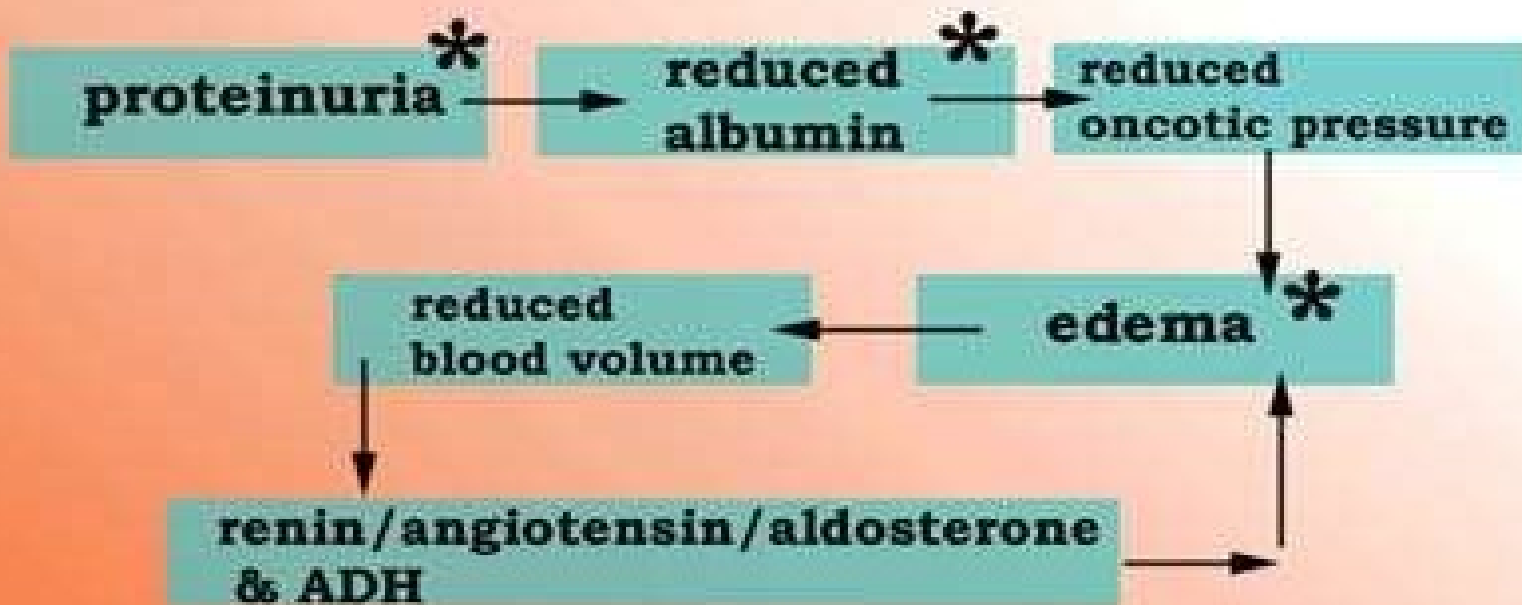 proteinuria *
reduced *
albumin
reduced
oncotic pressure
edema *
reduced
blood volume
renin/angiotensin/aldosterone
& ADH